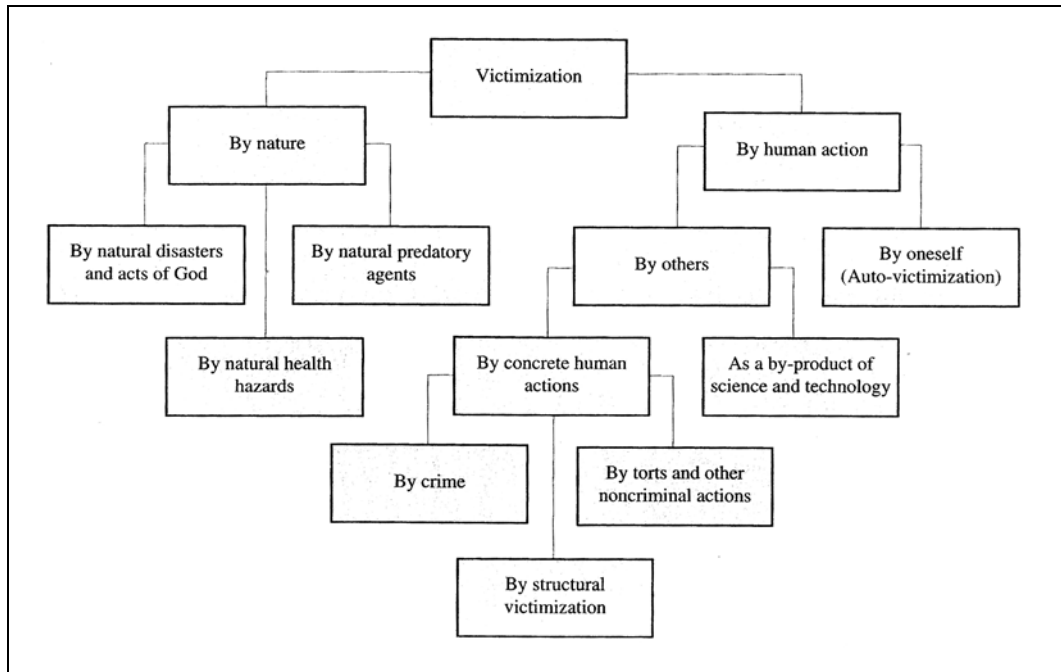 Victimization
By nature
By human action
By natural disasters
and acts of God
By natural predatory
agents
By others
By oneself
(Auto-victimization)
By natural health
hazards
By concrete human
actions
As a by-product of
science and technology
By crime
By torts and other
noncriminal actions
By structural
victimization